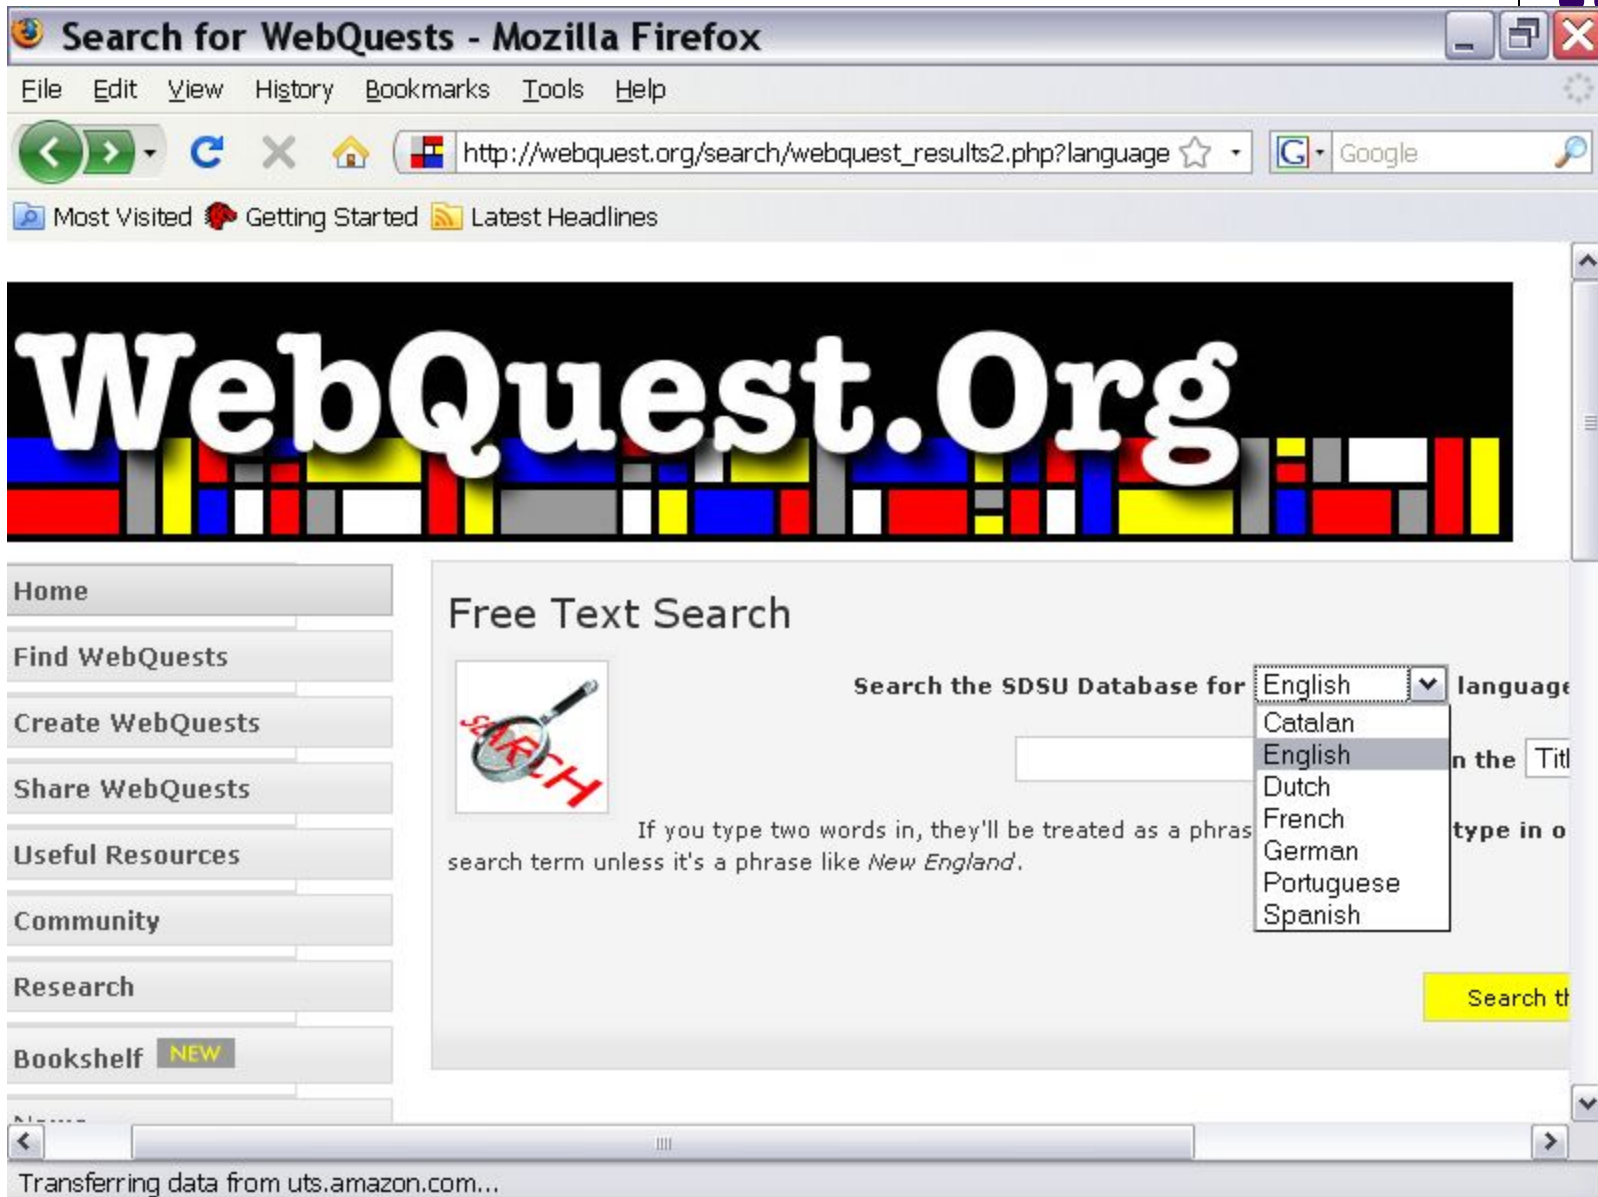 Search for WebQuests - Mozilla Firefox
File Edit View History Bookmarks Tools Help
http://webquest.org/search/webquest_results2.php?language
G Google
Most Visited Getting Started Latest Headlines
WebQuest.Org
Home
Find WebQuests
Create WebQuests
Share WebQuests
Useful Resources
Community
Research
Bookshelf NEW
Free Text Search
SEARCH
Search the SDSU Database for English language
Catalan
English
Dutch
French
German
Portuguese
Spanish
n the Titl
If you type two words in, they'll be treated as a phras type in o
search term unless it's a phrase like New England'.
Search th
Transferring data from uts.amazon.com...